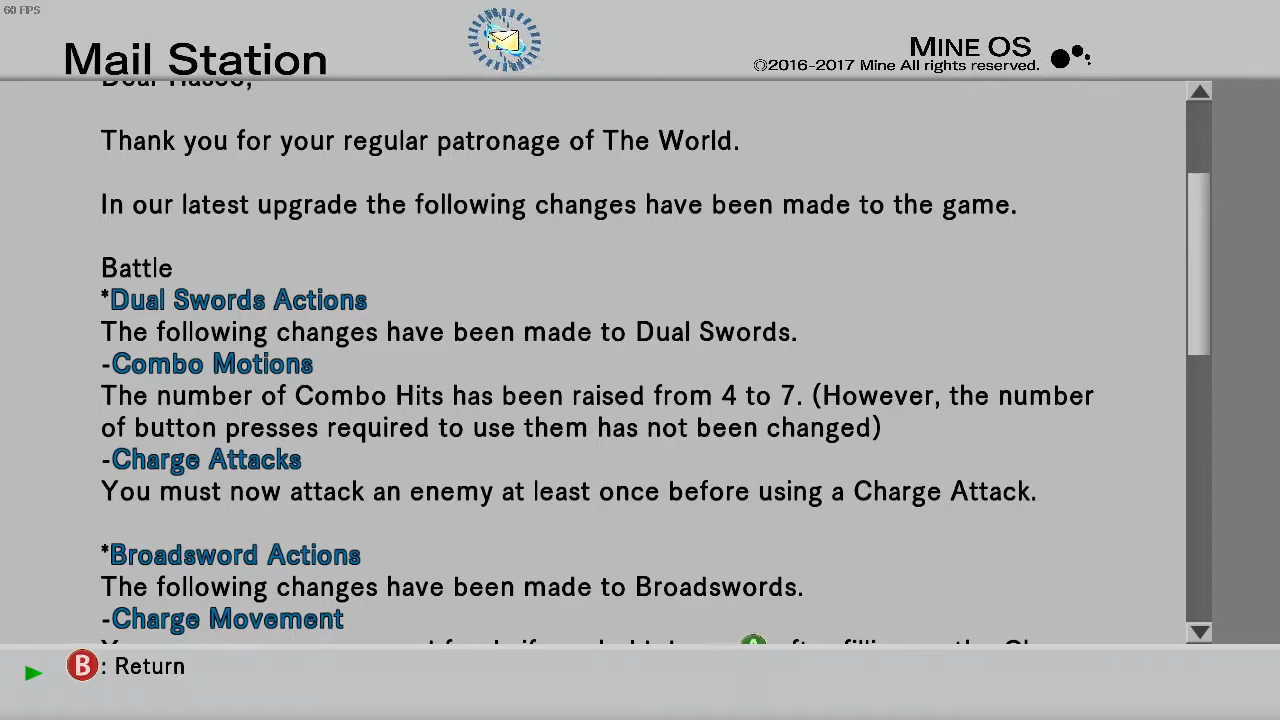 60 FPS
Mail Station
MINE OS
©2016-2017 Mine All rights reserved.
Thank you for your regular patronage of The World.
In our latest upgrade the following changes have been made to the game.
Battle
*Dual Swords Actions
The following changes have been made to Dual Swords.
-Combo Motions
The number of Combo Hits has been raised from 4 to 7. (However, the number
of button presses required to use them has not been changed)
-Charge Attacks
You must now attack an enemy at least once before using a Charge Attack.
*Broadsword Actions
The following changes have been made to Broadswords.
-Charge Movement
B: Return